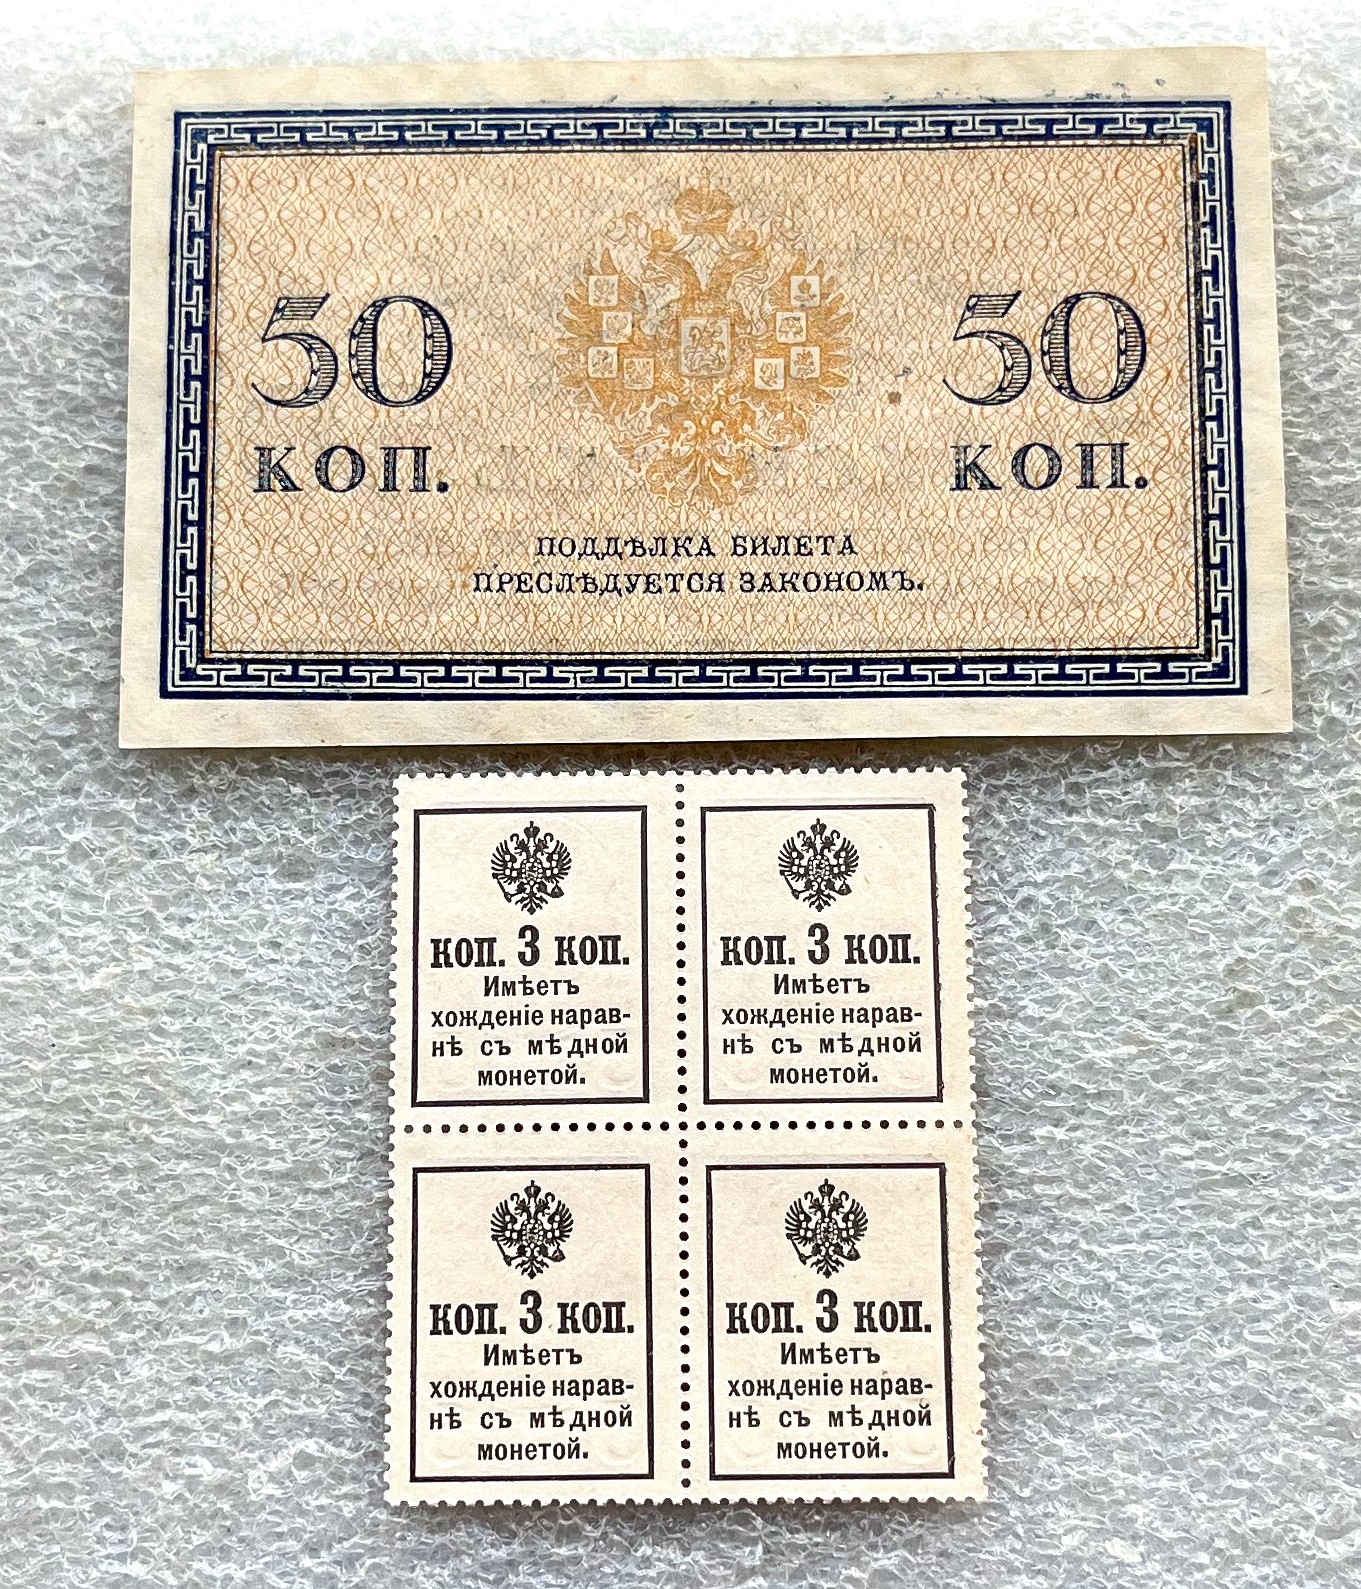 50 50
КОП. КОП.
ПОДДѢЛКА БИЛЕТА
ПРЕСЛѢДУЕТСЯ ЗАКОНОМЪ.
КОП. 3 КОП.
Имѣетъ
хожденіе нарав-
нѣ съ мѣдной
монетой.
КОП. 3 КОП.
Имѣетъ
хожденіе нарав-
нѣ съ мѣдной
монетой.
КОП. 3 КОП.
Имѣетъ
хожденіе нарав-
нѣ съ мѣдной
монетой.
КОП. 3 КОП.
Имѣетъ
хожденіе нарав-
нѣ съ мѣдной
монетой.